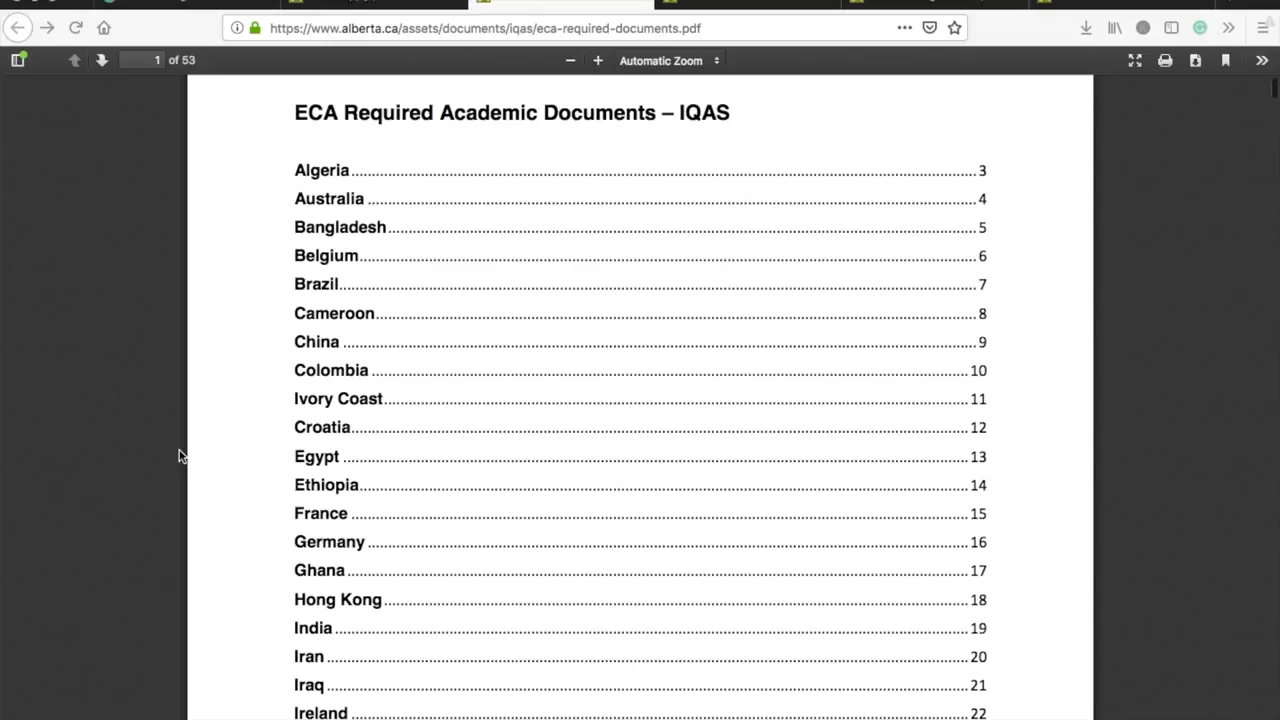 https://www.alberta.ca/assets/documents/iqas/eca-required-documents.pdf
1 of 53
Automatic Zoom
ECA Required Academic Documents – IQAS
Algeria 3
Australia 4
Bangladesh 5
Belgium 6
Brazil 7
Cameroon 8
China 9
Colombia 10
Ivory Coast 11
Croatia 12
Egypt 13
Ethiopia 14
France 15
Germany 16
Ghana 17
Hong Kong 18
India 19
Iran 20
Iraq 21
Ireland 22